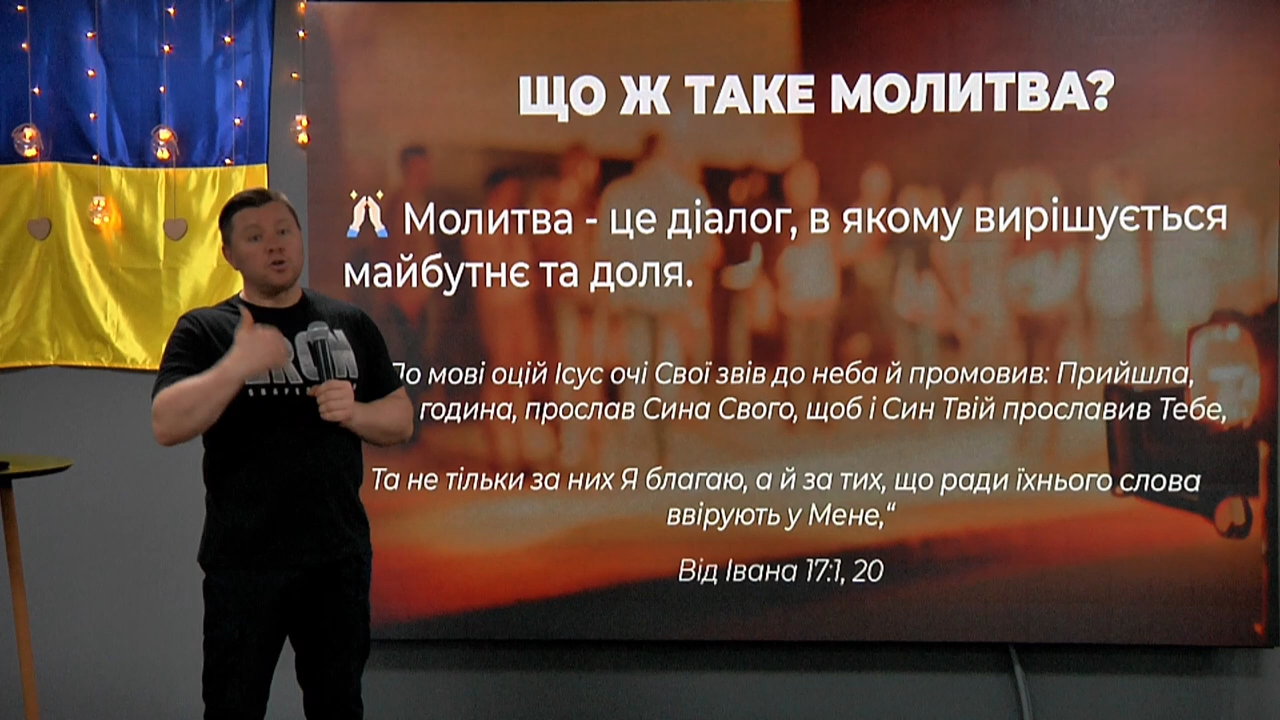 ЩО Ж ТАКЕ МОЛИТВА?
Молитва - це діалог, в якому вирішується
майбутнє та доля.
По мові оцій Ісус очі Свої звів до неба й промовив: Прийшла,
година, прослав Сина Свого, щоб і Син Твій прославив Тебе,
Та не тільки за них Я благаю, а й за тих, що ради їхнього слова
ввірують у Мене,“
Від Івана 17:1, 20